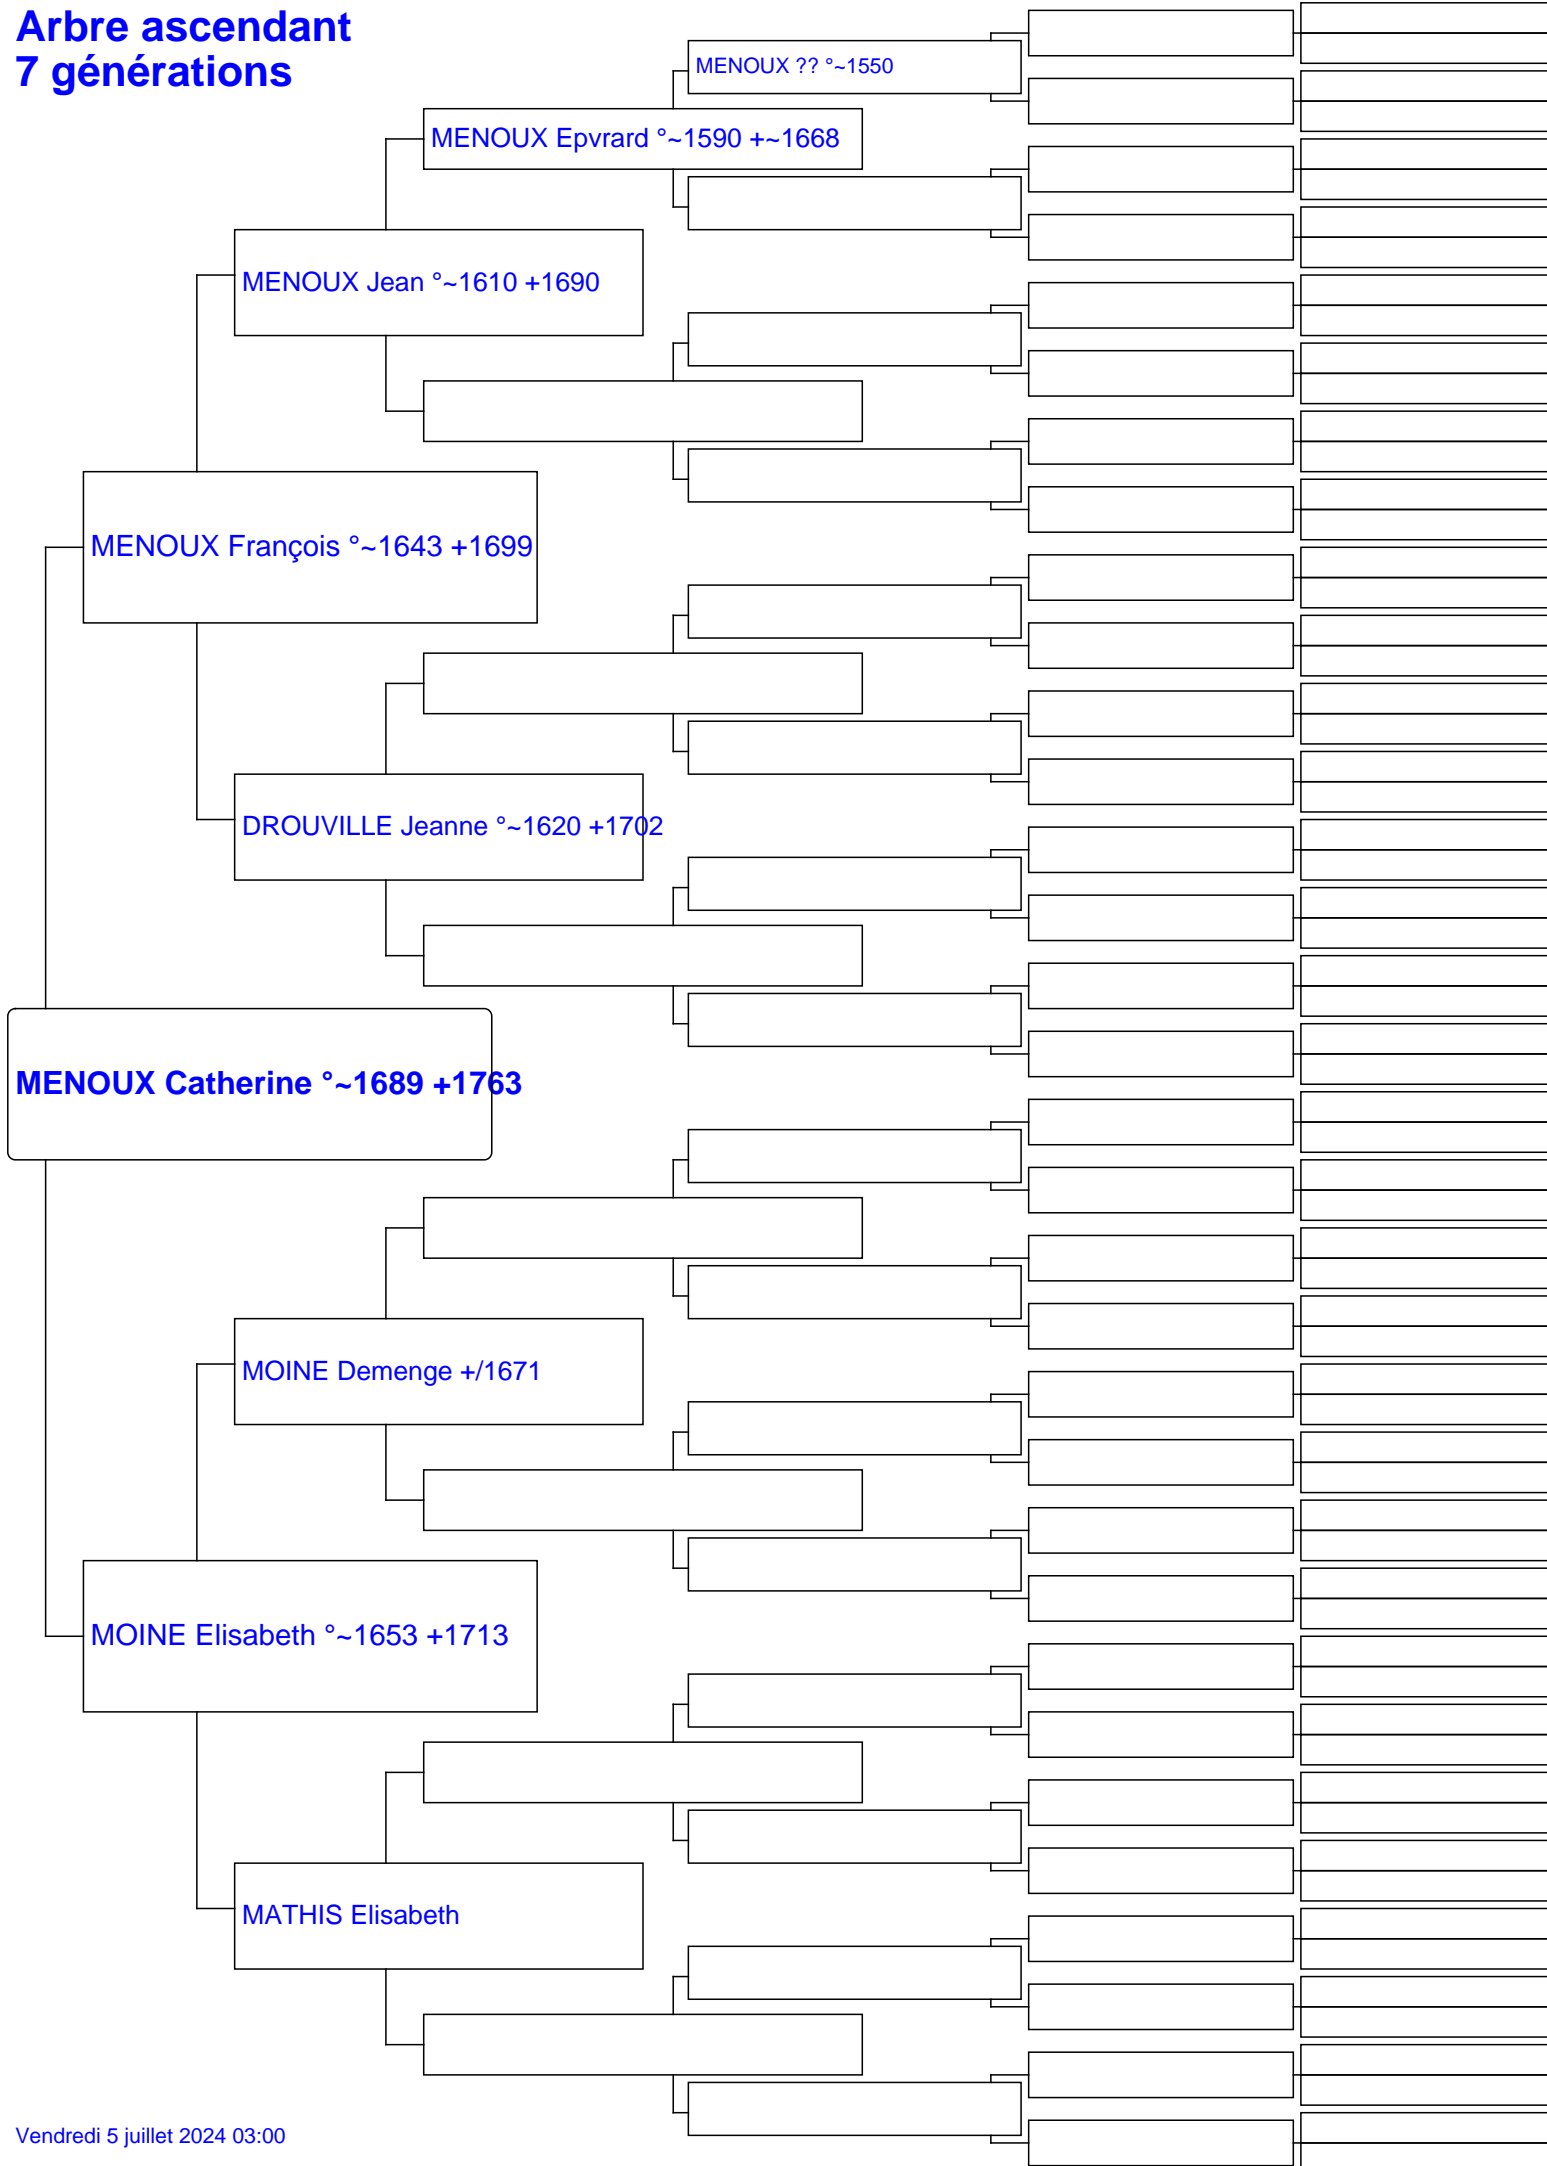 Arbre ascendant
7 générations
MENOUX ?? °~1550
MENOUX Epvrard °~1590 +~1668
MENOUX Jean °~1610 +1690
MENOUX François °~1643 +1699
DROUVILLE Jeanne °~1620 +1702
MENOUX Catherine °~1689 +1763
MOINE Demenge +/1671
MOINE Elisabeth °~1653 +1713
MATHIS Elisabeth
Vendredi 5 juillet 2024 03:00